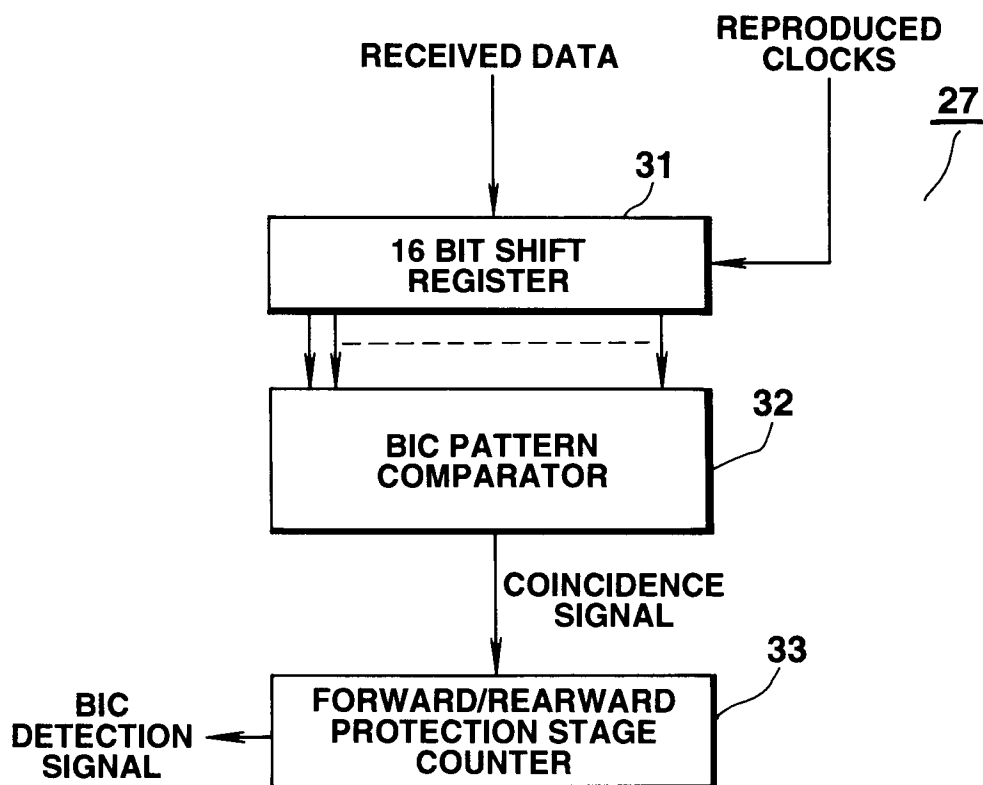 REPRODUCED
CLOCKS
RECEIVED DATA
27
31
16 BIT SHIFT
REGISTER
32
BIC PATTERN
COMPARATOR
COINCIDENCE
SIGNAL
33
FORWARD/REARWARD
PROTECTION STAGE
COUNTER
BIC
DETECTION
SIGNAL